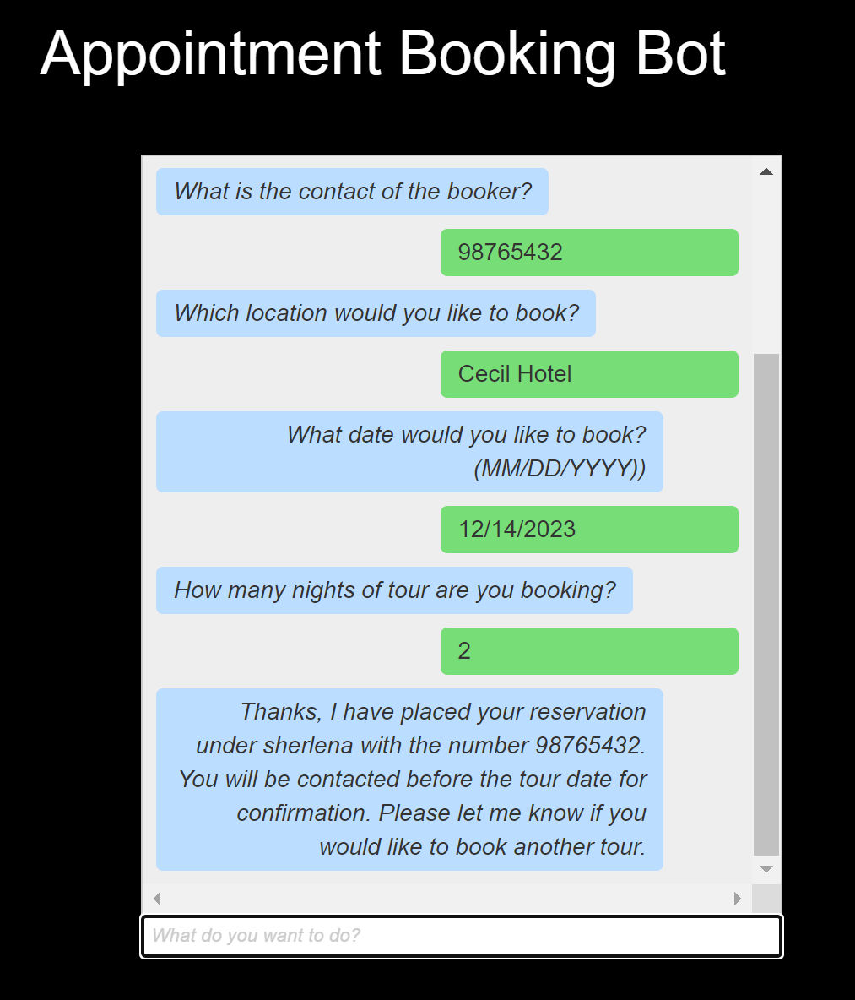 Appointment Booking Bot
What is the contact of the booker?
98765432
Which location would you like to book?
Cecil Hotel
What date would you like to book?
(MM/DD/YYYY))
12/14/2023
How many nights of tour are you booking?
2
Thanks, I have placed your reservation
under sherlena with the number 98765432.
You will be contacted before the tour date for
confirmation. Please let me know if you
would like to book another tour.
What do you want to do?